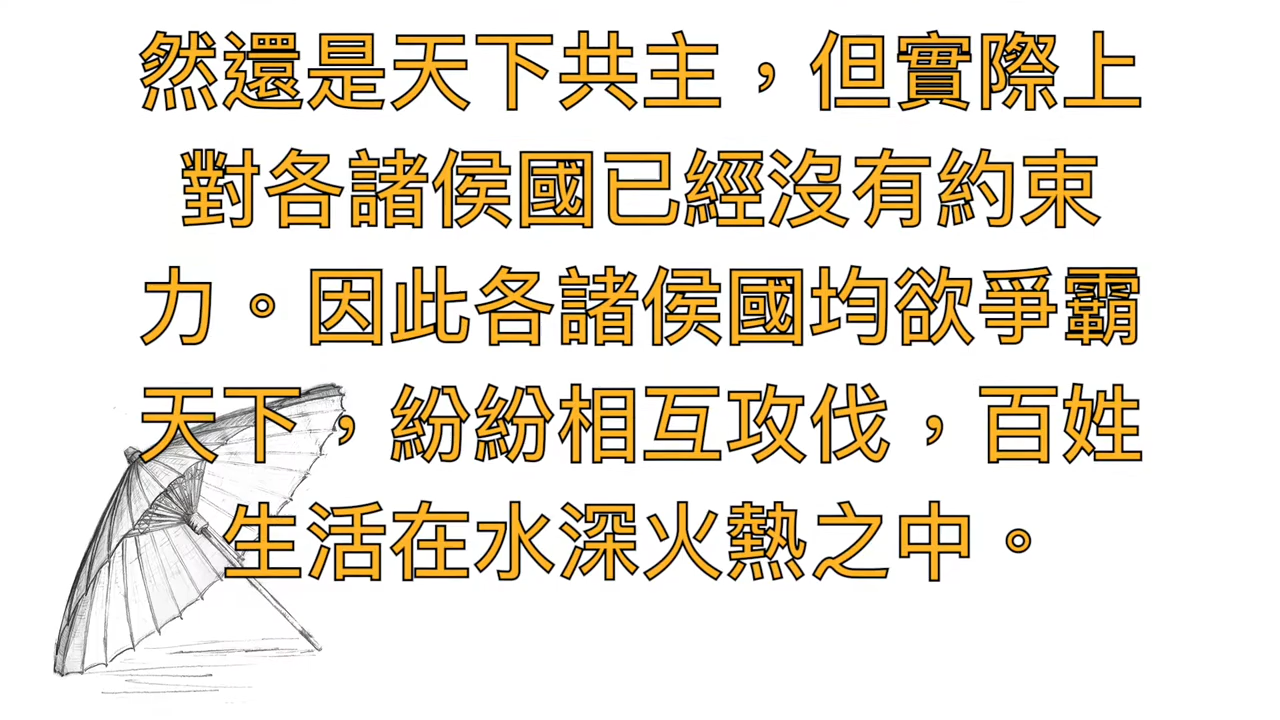 然還是天下共主，但實際上
對各諸侯國已經沒有約束
力。因此各諸侯國均欲爭霸
天下，紛紛相互攻伐，百姓
生活在水深火熱之中。